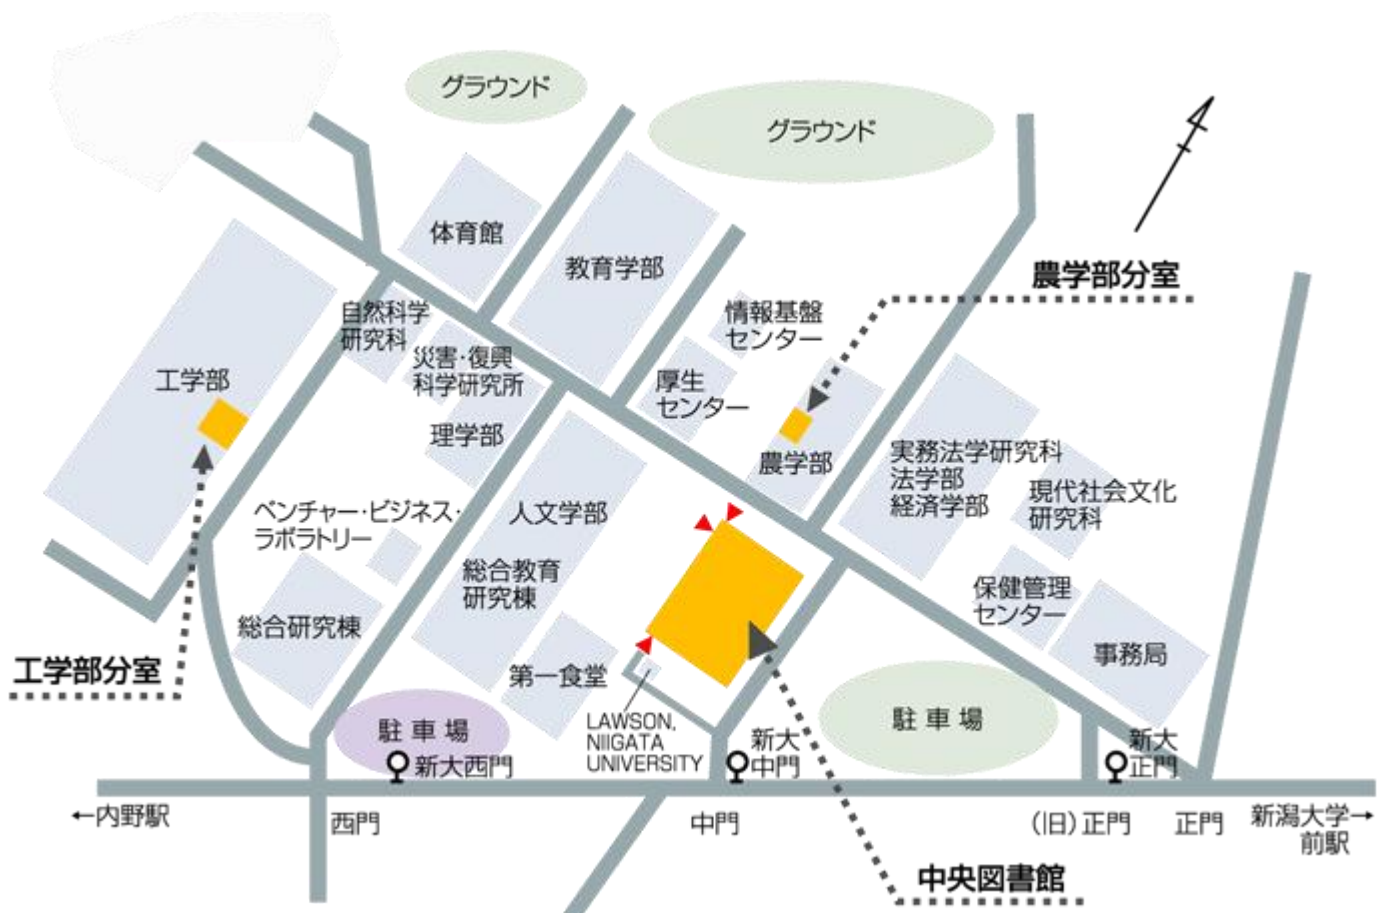 グラウンド
グラウンド
体育館
教育学部
農学部分室
自然科学
研究科
情報基盤
センター
災害・復興
科学研究所
工学部
厚生
センター
理学部
農学部
実務法学研究科
法学部
経済学部
現代社会文化
研究科
ベンチャー・ビジネス・
ラボラトリー
人文学部
総合教育
研究棟
保健管理
センター
総合研究棟
事務局
工学部分室
第一食堂
LAWSON,
NIIGATA
UNIVERSITY
駐車場
駐車場
新大西門
新大
中門
新大
正門
←内野駅
西門
中門
(旧)正門
正門
新潟大学→
前駅
中央図書館